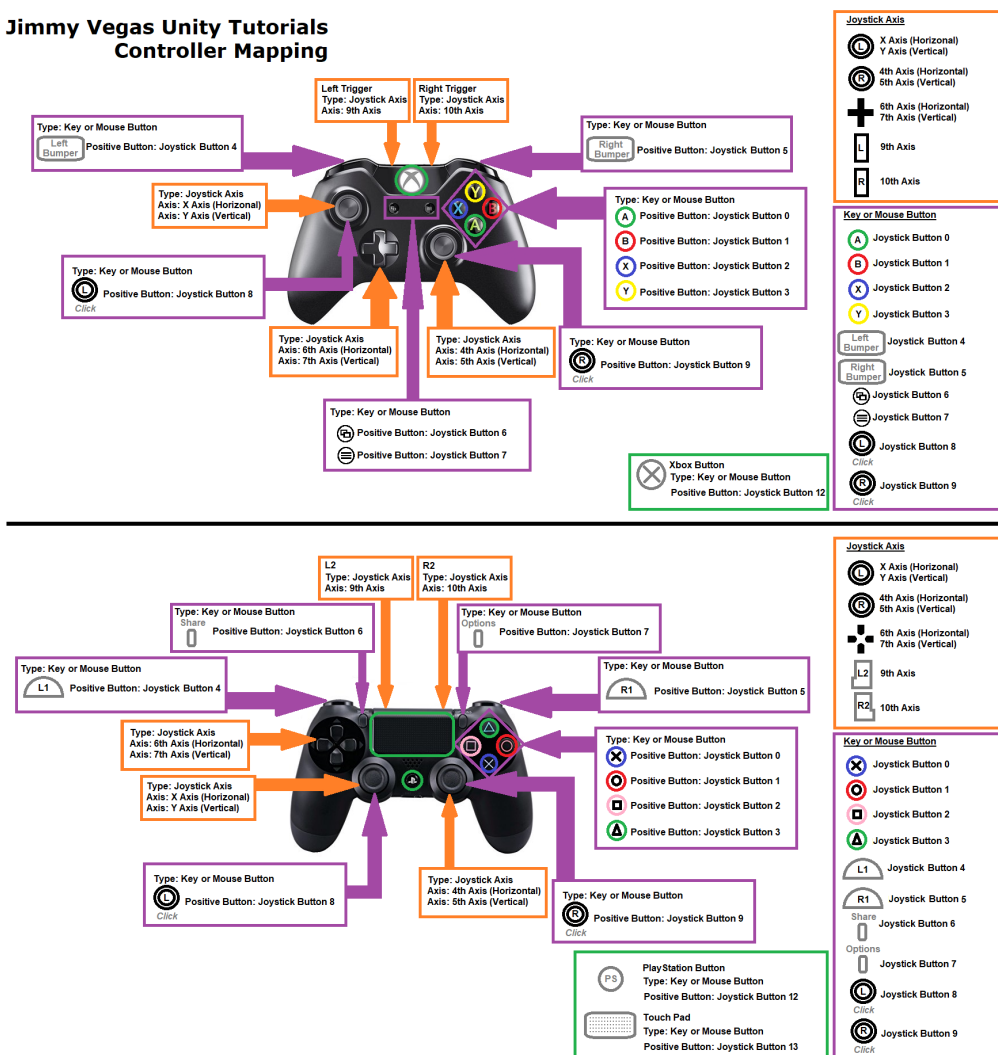 Jimmy Vegas Unity Tutorials
Controller Mapping
Left Trigger
Type: Joystick Axis
Axis: 9th Axis
Right Trigger
Type: Joystick Axis
Axis: 10th Axis
Type: Key or Mouse Button
Left
Bumper
Positive Button: Joystick Button 4
Type: Key or Mouse Button
Right
Bumper
Positive Button: Joystick Button 5
Type: Joystick Axis
Axis: X Axis (Horizonal)
Axis: Y Axis (Vertical)
Y
X
B
A
Type: Key or Mouse Button
A Positive Button: Joystick Button 0
B Positive Button: Joystick Button 1
X Positive Button: Joystick Button 2
Y Positive Button: Joystick Button 3
Type: Key or Mouse Button
L Positive Button: Joystick Button 8
Click
Type: Joystick Axis
Axis: 6th Axis (Horizontal)
Axis: 7th Axis (Vertical)
Type: Joystick Axis
Axis: 4th Axis (Horizontal)
Axis: 5th Axis (Vertical)
Type: Key or Mouse Button
R Positive Button: Joystick Button 9
Click
Type: Key or Mouse Button
Positive Button: Joystick Button 6
Positive Button: Joystick Button 7
Xbox Button
Type: Key or Mouse Button
Positive Button: Joystick Button 12
Joystick Axis
L X Axis (Horizonal)
Y Axis (Vertical)
R 4th Axis (Horizontal)
5th Axis (Vertical)
6th Axis (Horizontal)
7th Axis (Vertical)
L 9th Axis
R 10th Axis
Key or Mouse Button
A Joystick Button 0
B Joystick Button 1
X Joystick Button 2
Y Joystick Button 3
Left
Bumper
Joystick Button 4
Right
Bumper
Joystick Button 5
Joystick Button 6
Joystick Button 7
L Joystick Button 8
Click
R Joystick Button 9
Click
L2
Type: Joystick Axis
Axis: 9th Axis
R2
Type: Joystick Axis
Axis: 10th Axis
Type: Key or Mouse Button
Share
Positive Button: Joystick Button 6
Type: Key or Mouse Button
Options
Positive Button: Joystick Button 7
Type: Key or Mouse Button
L1 Positive Button: Joystick Button 4
Type: Key or Mouse Button
R1 Positive Button: Joystick Button 5
Type: Joystick Axis
Axis: 6th Axis (Horizontal)
Axis: 7th Axis (Vertical)
Type: Joystick Axis
Axis: X Axis (Horizonal)
Axis: Y Axis (Vertical)
Type: Key or Mouse Button
Positive Button: Joystick Button 0
Positive Button: Joystick Button 1
Positive Button: Joystick Button 2
Positive Button: Joystick Button 3
Type: Key or Mouse Button
L Positive Button: Joystick Button 8
Click
Type: Joystick Axis
Axis: 4th Axis (Horizontal)
Axis: 5th Axis (Vertical)
Type: Key or Mouse Button
R Positive Button: Joystick Button 9
Click
PS
PlayStation Button
Type: Key or Mouse Button
Positive Button: Joystick Button 12
Touch Pad
Type: Key or Mouse Button
Positive Button: Joystick Button 13
Joystick Axis
L X Axis (Horizonal)
Y Axis (Vertical)
R 4th Axis (Horizontal)
5th Axis (Vertical)
6th Axis (Horizontal)
7th Axis (Vertical)
L2 9th Axis
R2 10th Axis
Key or Mouse Button
Joystick Button 0
Joystick Button 1
Joystick Button 2
Joystick Button 3
L1 Joystick Button 4
R1 Joystick Button 5
Share
Joystick Button 6
Options
Joystick Button 7
L Joystick Button 8
Click
R Joystick Button 9
Click